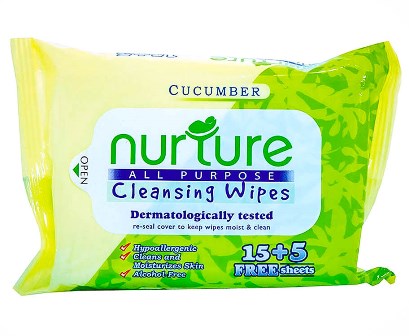 CUCUMBER
nurture
ALL PURPOSE
Cleansing Wipes
Dermatologically tested
re-seal cover to keep wipes moist & clean
OPEN
Hypoallergenic
Cleans and
Moisturizes Skin
Alcohol-Free
15+5
FREE sheets